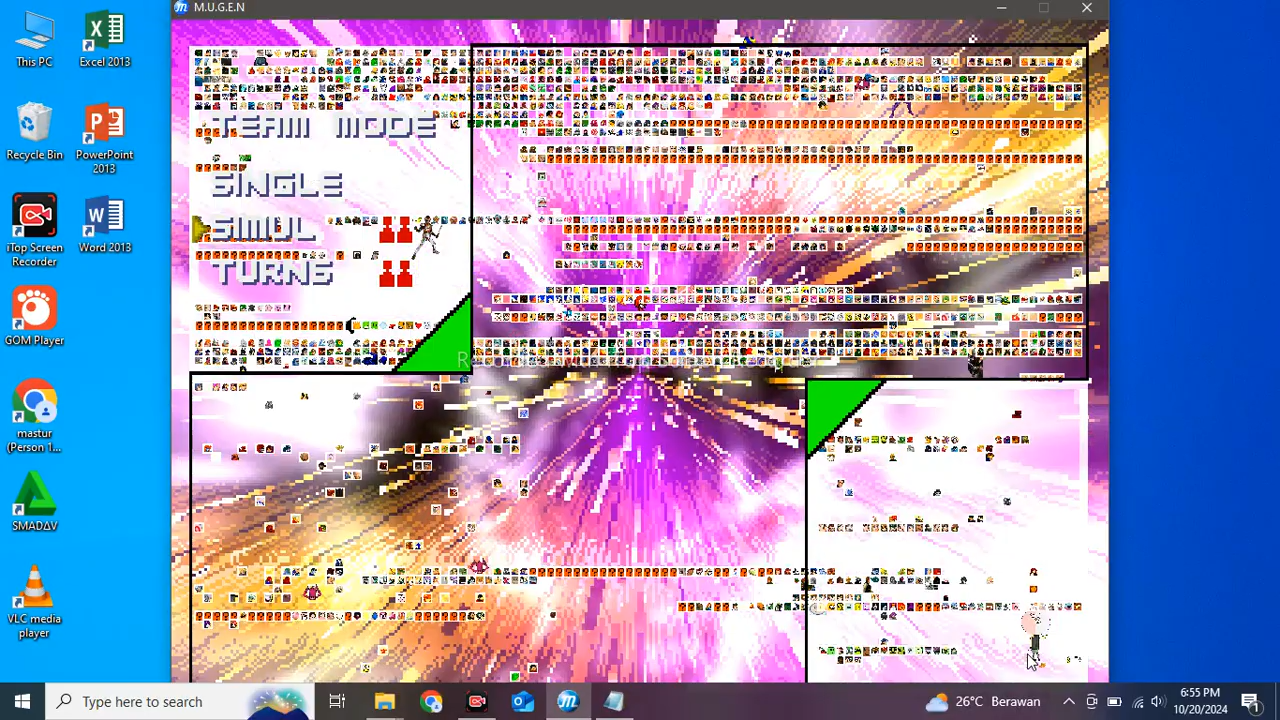 M.U.G.E.N
This PC
Excel 2013
Recycle Bin
PowerPoint
2013
iTop Screen
Recorder
Word 2013
GOM Player
mastur
(Person 1...
SMADΔV
VLC media
player
TEAM MODE
SINGLE
SIMUL
TURNS
Type here to search
26°C Berawan
6:55 PM
10/20/2024
1